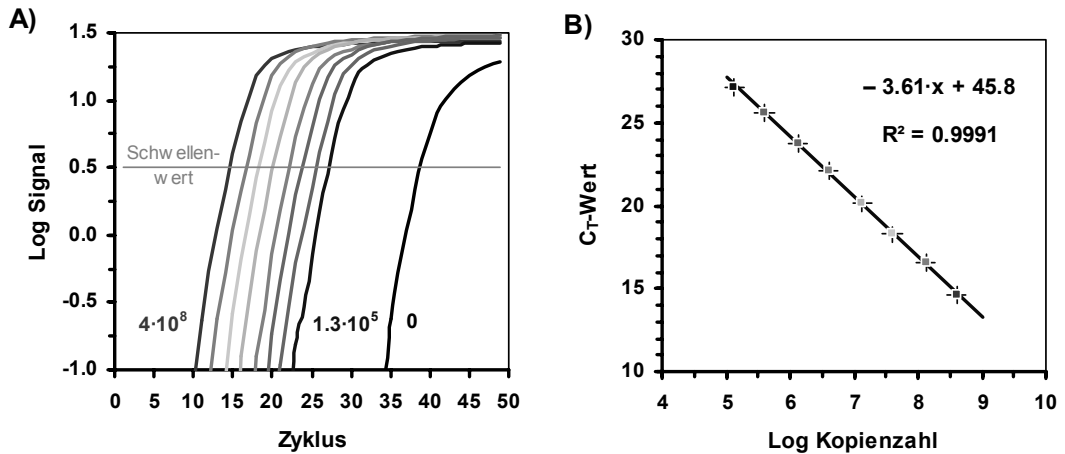 A)
1.5
1.0
0.5
0.0
-0.5
-1.0
Log Signal
Schwellen-
wert
4·10⁸
1.3·10⁵
0
0 5 10 15 20 25 30 35 40 45 50
Zyklus
B)
30
25
20
15
10
C_T-Wert
– 3.61·x + 45.8
R² = 0.9991
4 5 6 7 8 9 10
Log Kopienzahl